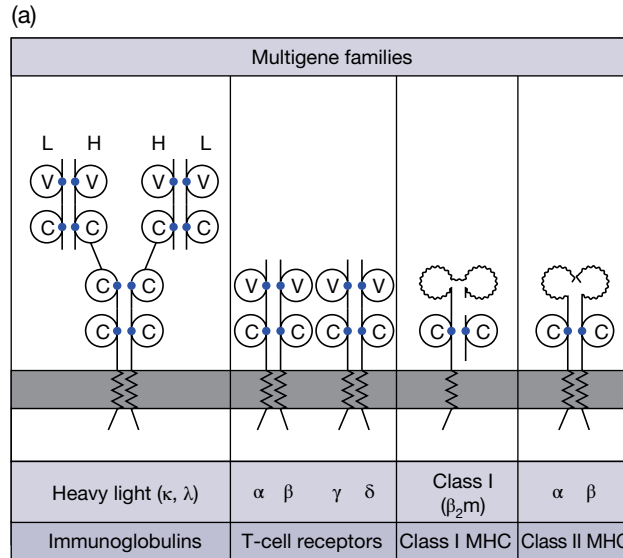 (a)
Multigene families
L H H L
V V V V
C C C C
C C
C C
V V V V
C C C C
C C
C C
Heavy light (κ, λ)
α β γ δ
Class I
(β₂m)
α β
Immunoglobulins
T-cell receptors
Class I MHC
Class II MHC